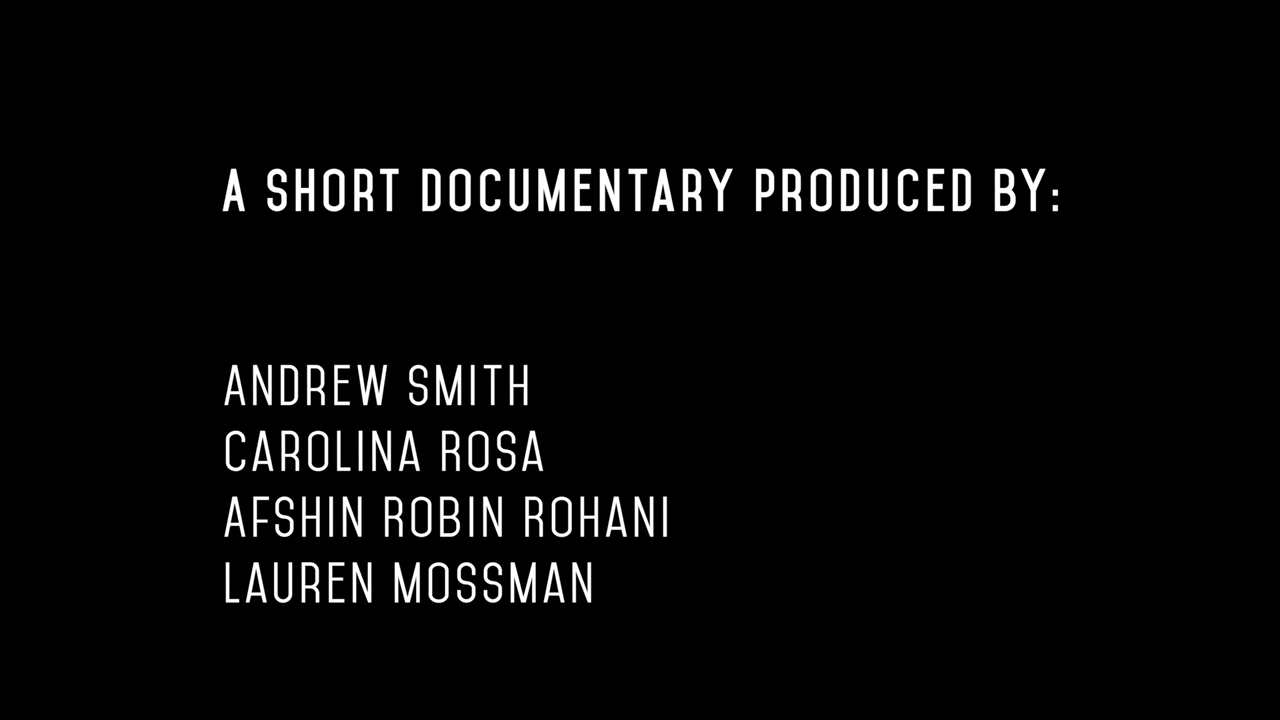 A SHORT DOCUMENTARY PRODUCED BY:
ANDREW SMITH
CAROLINA ROSA
AFSHIN ROBIN ROHANI
LAUREN MOSSMAN